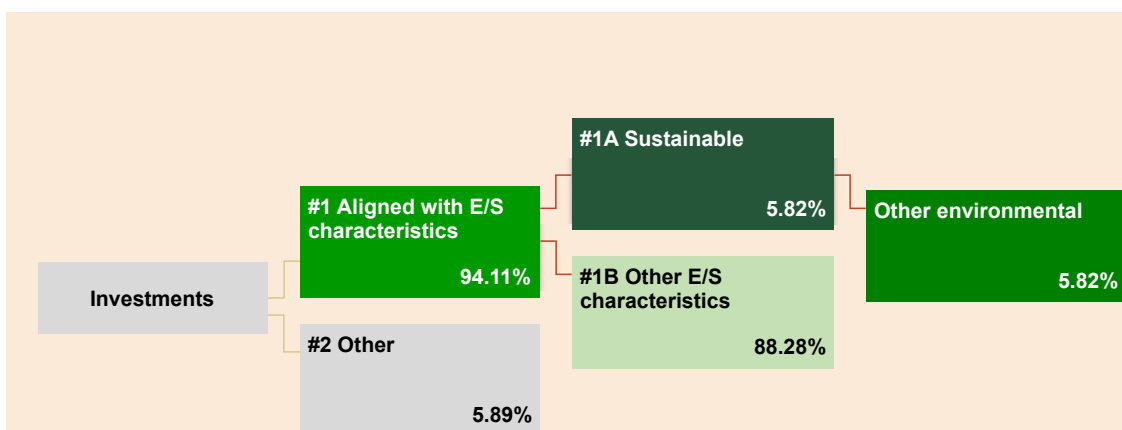 #1A Sustainable
5.82%
#1 Aligned with E/S
characteristics
94.11%
Other environmental
5.82%
Investments
#1B Other E/S
characteristics
88.28%
#2 Other
5.89%